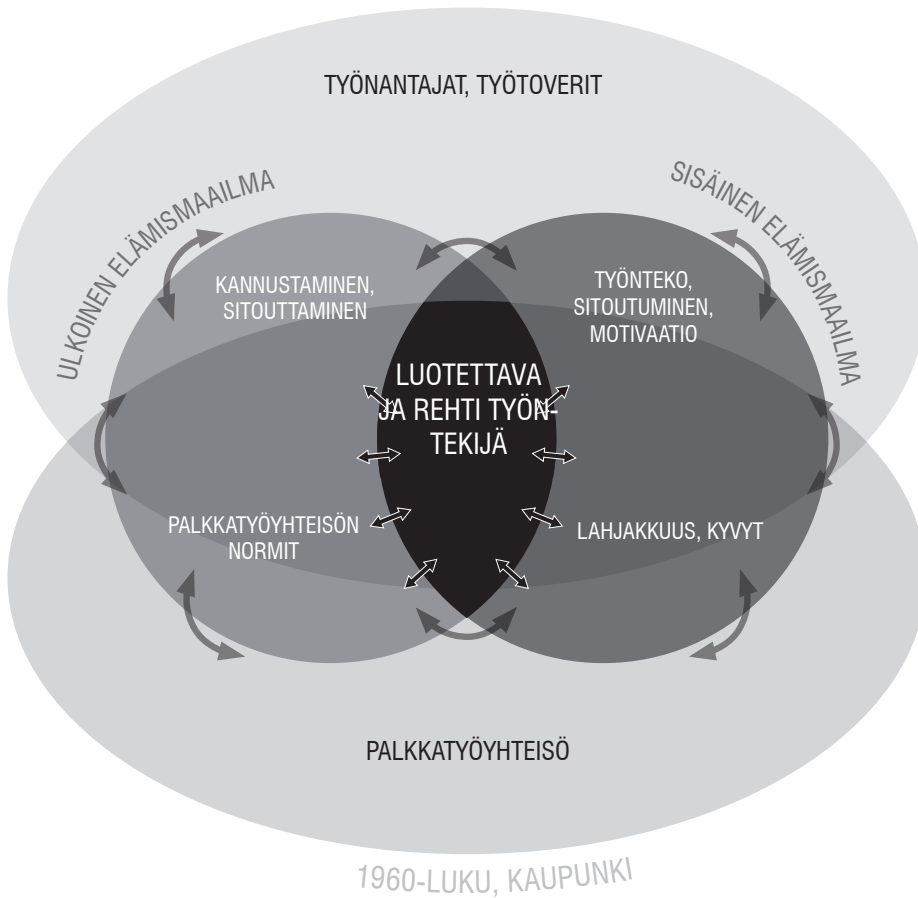 TYÖNANTAJAT, TYÖTOVERIT
ULKOINEN ELÄMISMAAILMA
SISÄINEN ELÄMISMAAILMA
KANNUSTAMINEN,
SITOUTTAMINEN
TYÖNTEKO,
SITOUTUMINEN,
MOTIVAATIO
LUOTETTAVA
JA REHTI TYÖN-
TEKIJÄ
PALKKATYÖYHTEISÖN
NORMIT
LAHJAKKUUS, KYVYT
PALKKATYÖYHTEISÖ
1960-LUKU, KAUPUNKI